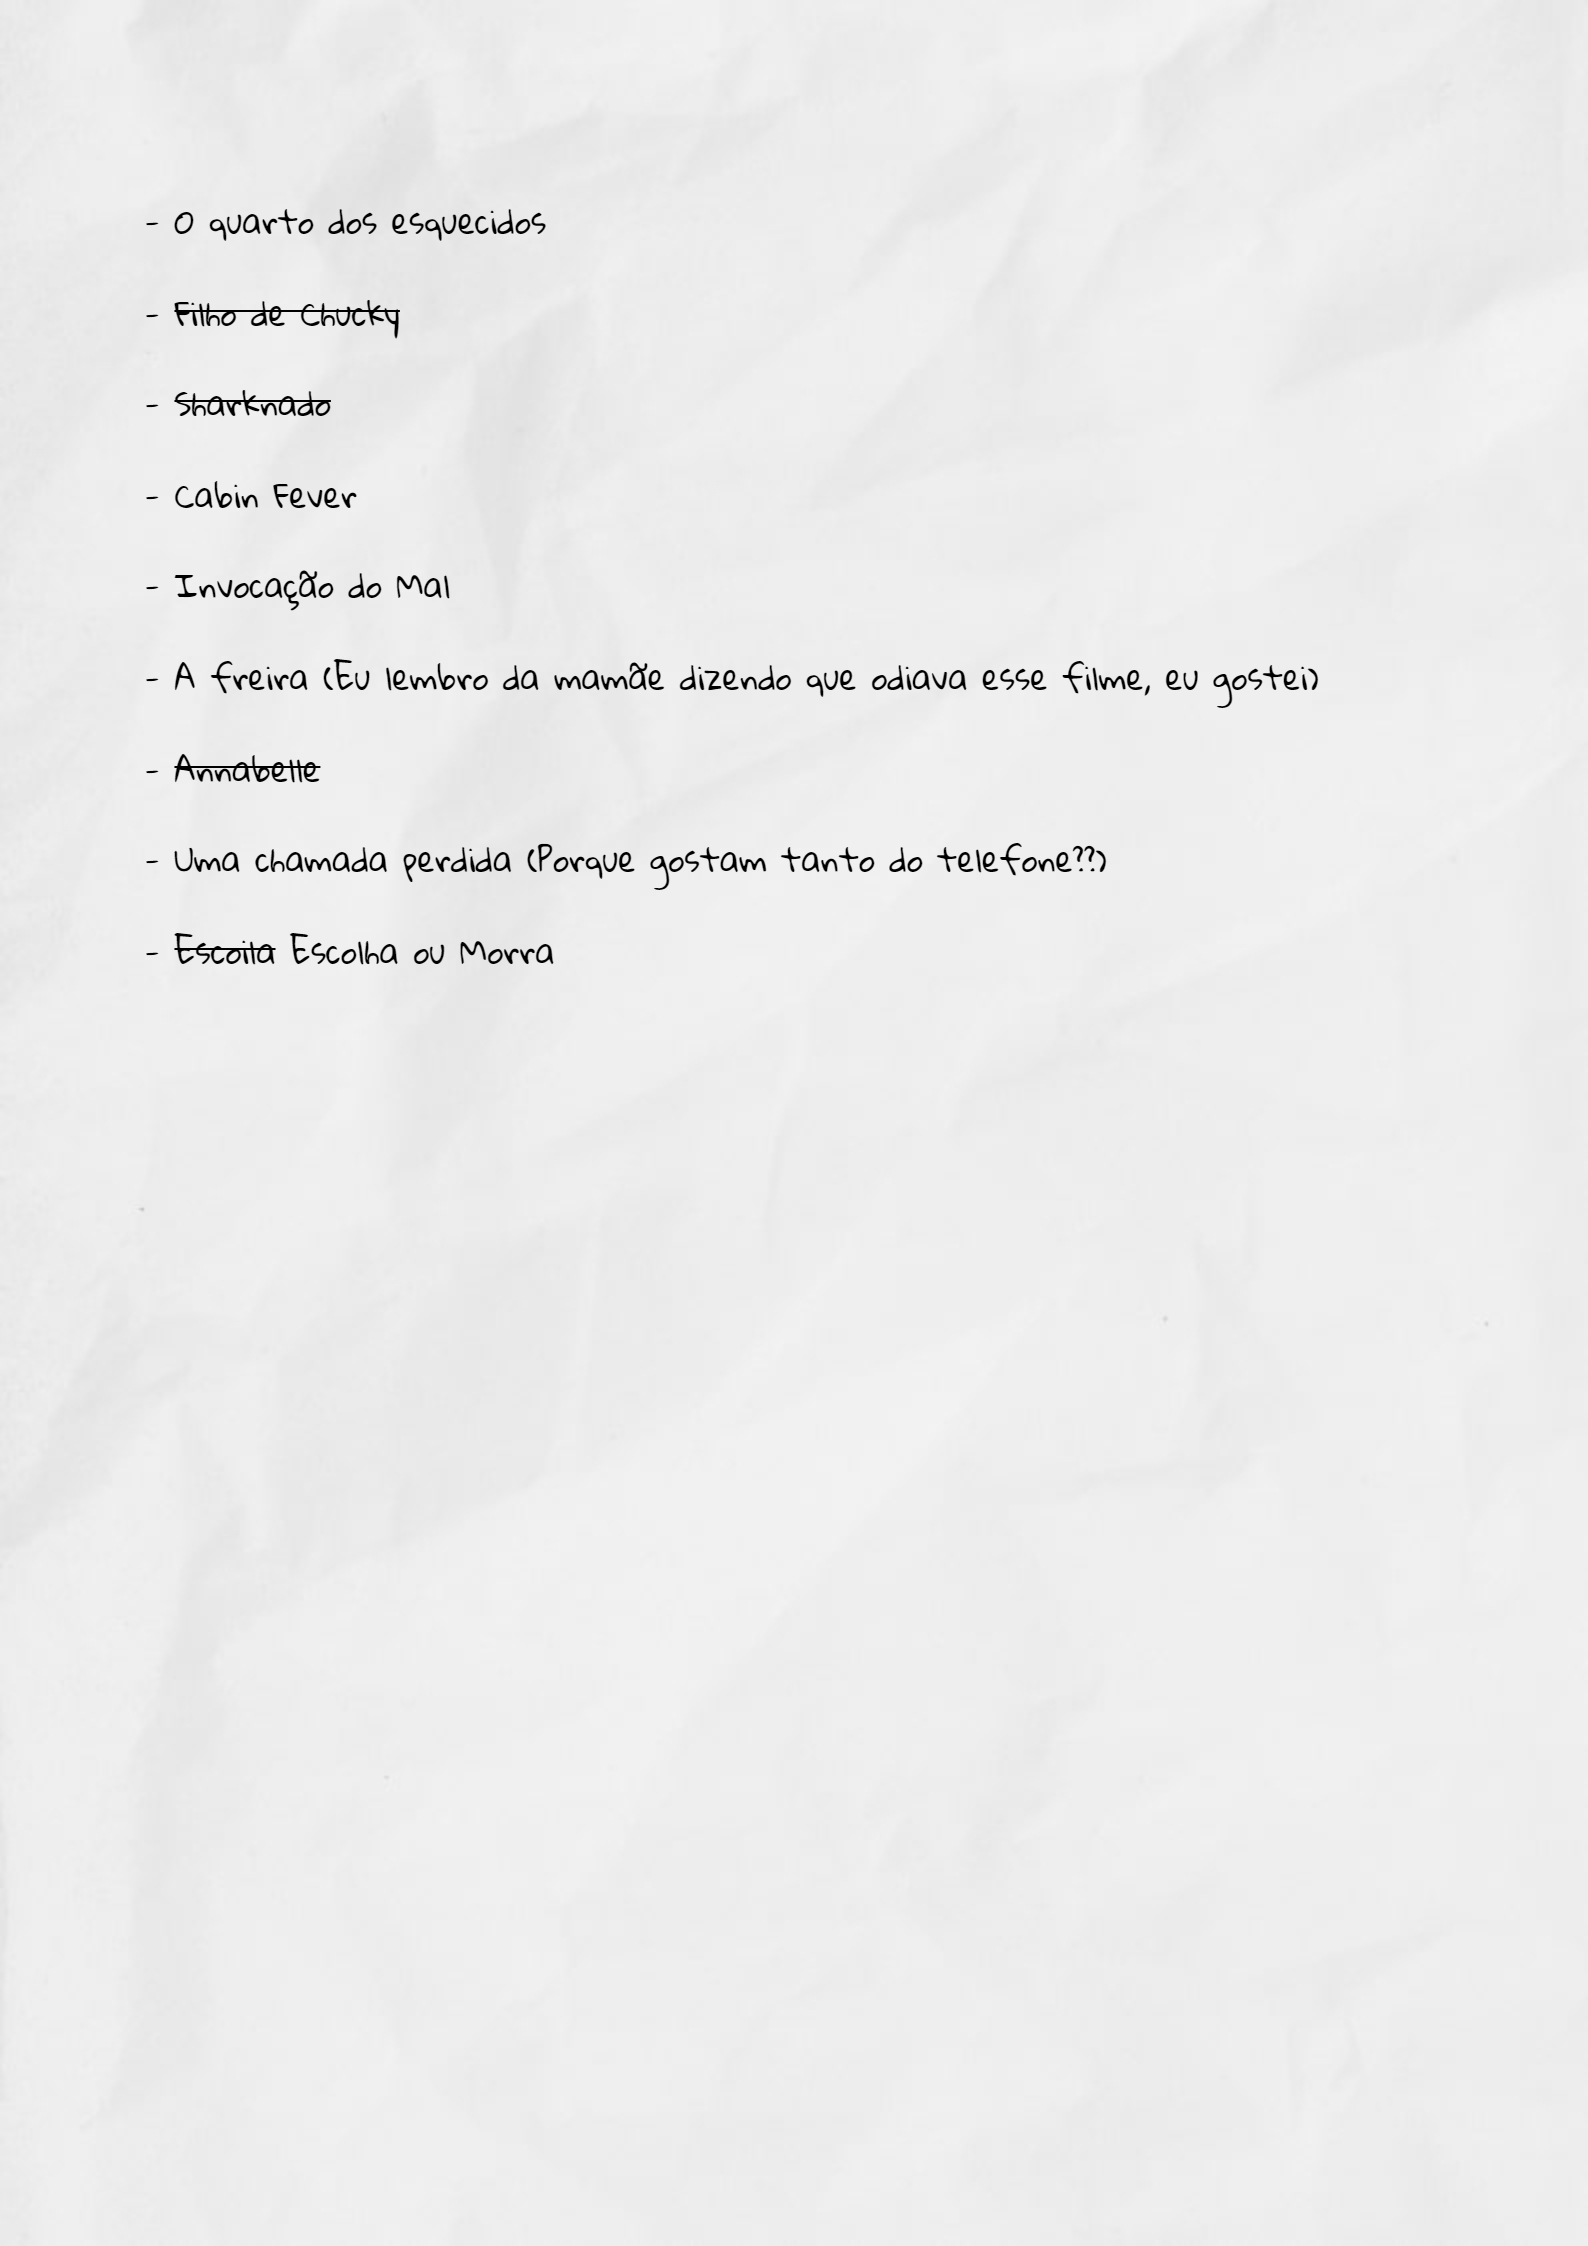 - O quarto dos esquecidos
- Filho de Chucky
- Sharknado
- Cabin Fever
- Invocação do Mal
- A freira (Eu lembro da mamãe dizendo que odiava esse filme, eu gostei)
- Annabelle
- Uma chamada perdida (Porque gostam tanto do telefone??)
- Escolla Escolha ou Morra